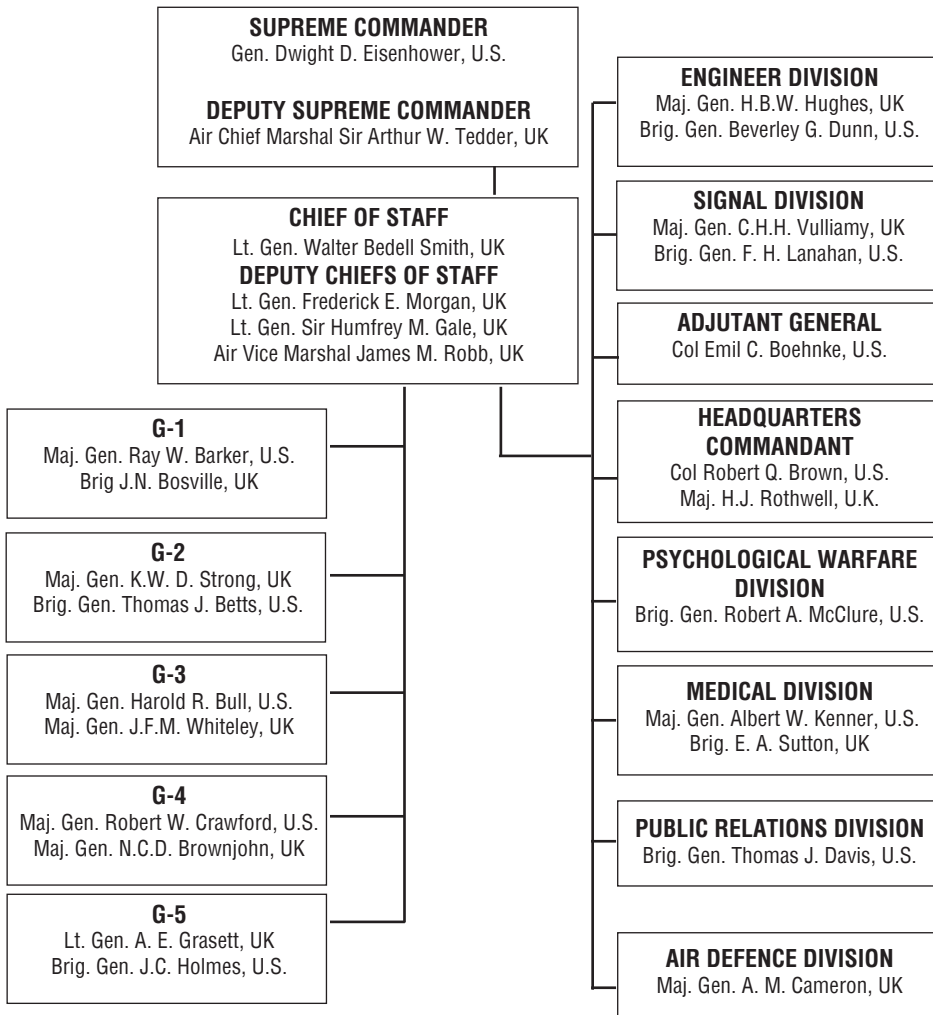 SUPREME COMMANDER
Gen. Dwight D. Eisenhower, U.S.
DEPUTY SUPREME COMMANDER
Air Chief Marshal Sir Arthur W. Tedder, UK
CHIEF OF STAFF
Lt. Gen. Walter Bedell Smith, UK
DEPUTY CHIEFS OF STAFF
Lt. Gen. Frederick E. Morgan, UK
Lt. Gen. Sir Humfrey M. Gale, UK
Air Vice Marshal James M. Robb, UK
G-1
Maj. Gen. Ray W. Barker, U.S.
Brig J.N. Bosville, UK
G-2
Maj. Gen. K.W. D. Strong, UK
Brig. Gen. Thomas J. Betts, U.S.
G-3
Maj. Gen. Harold R. Bull, U.S.
Maj. Gen. J.F.M. Whiteley, UK
G-4
Maj. Gen. Robert W. Crawford, U.S.
Maj. Gen. N.C.D. Brownjohn, UK
G-5
Lt. Gen. A. E. Grasett, UK
Brig. Gen. J.C. Holmes, U.S.
ENGINEER DIVISION
Maj. Gen. H.B.W. Hughes, UK
Brig. Gen. Beverley G. Dunn, U.S.
SIGNAL DIVISION
Maj. Gen. C.H.H. Vulliamy, UK
Brig. Gen. F. H. Lanahan, U.S.
ADJUTANT GENERAL
Col Emil C. Boehnke, U.S.
HEADQUARTERS
COMMANDANT
Col Robert Q. Brown, U.S.
Maj. H.J. Rothwell, U.K.
PSYCHOLOGICAL WARFARE
DIVISION
Brig. Gen. Robert A. McClure, U.S.
MEDICAL DIVISION
Maj. Gen. Albert W. Kenner, U.S.
Brig. E. A. Sutton, UK
PUBLIC RELATIONS DIVISION
Brig. Gen. Thomas J. Davis, U.S.
AIR DEFENCE DIVISION
Maj. Gen. A. M. Cameron, UK